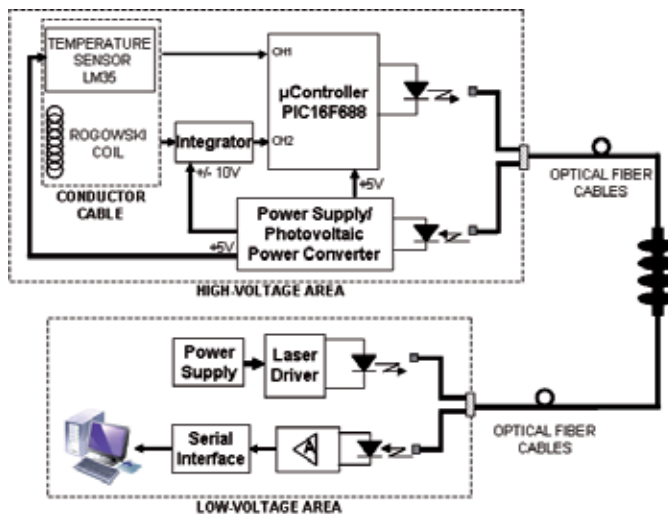 TEMPERATURE
SENSOR
LM35
CH1
µController
PIC16F688
ROGOWSKI
COIL
Integrator
CH2
+/- 10V
+5V
CONDUCTOR
CABLE
OPTICAL FIBER
CABLES
Power Supply/
Photovoltaic
Power Converter
+5V
HIGH-VOLTAGE AREA
Power
Supply
Laser
Driver
Serial
Interface
A
OPTICAL FIBER
CABLES
LOW-VOLTAGE AREA